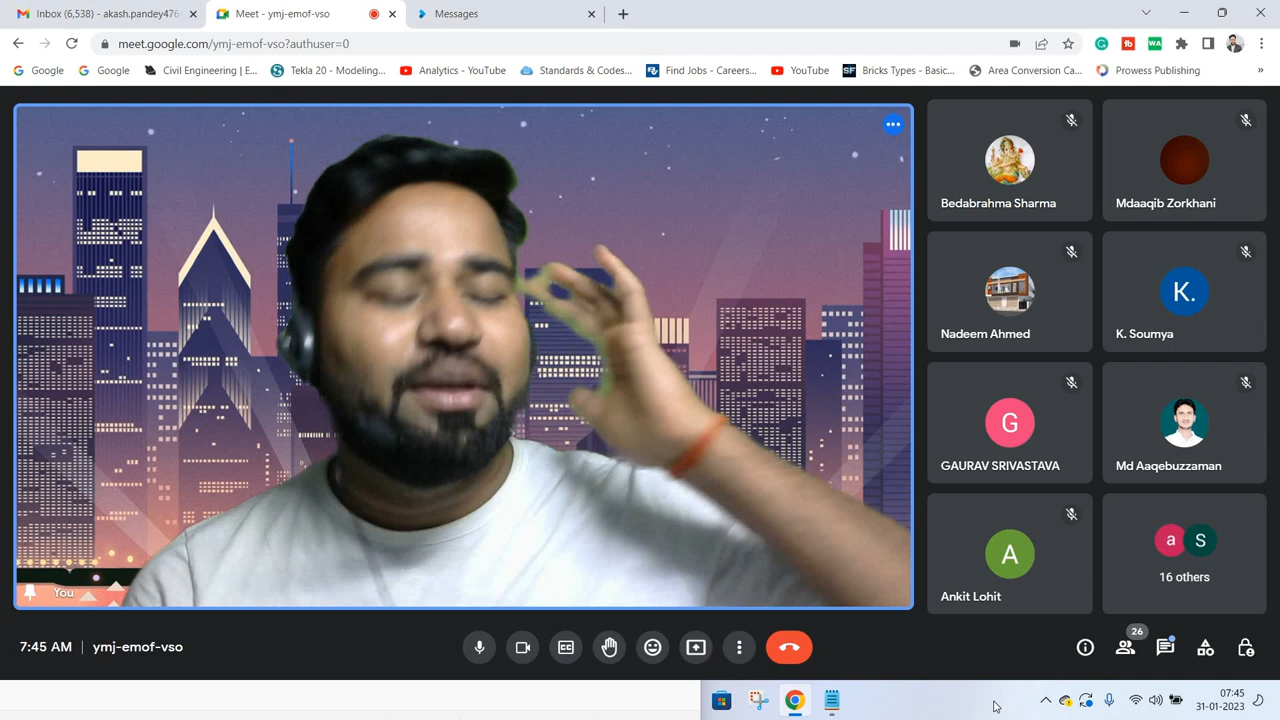 Inbox (6,538) - akash.pandey476
Meet - ymj-emof-vso
Messages
meet.google.com/ymj-emof-vso?authuser=0
Google
Google
Civil Engineering | E...
Tekla 20 - Modeling...
Analytics - YouTube
Standards & Codes...
Find Jobs - Careers...
YouTube
SF
Bricks Types - Basic...
Area Conversion Ca...
Prowess Publishing
»
Bedabrahma Sharma
Mdaaqib Zorkhani
Nadeem Ahmed
K.
K. Soumya
G
GAURAV SRIVASTAVA
Md Aaqebuzzaman
A
Ankit Lohit
a S
16 others
You
7:45 AM | ymj-emof-vso
CC
26
07:45
31-01-2023